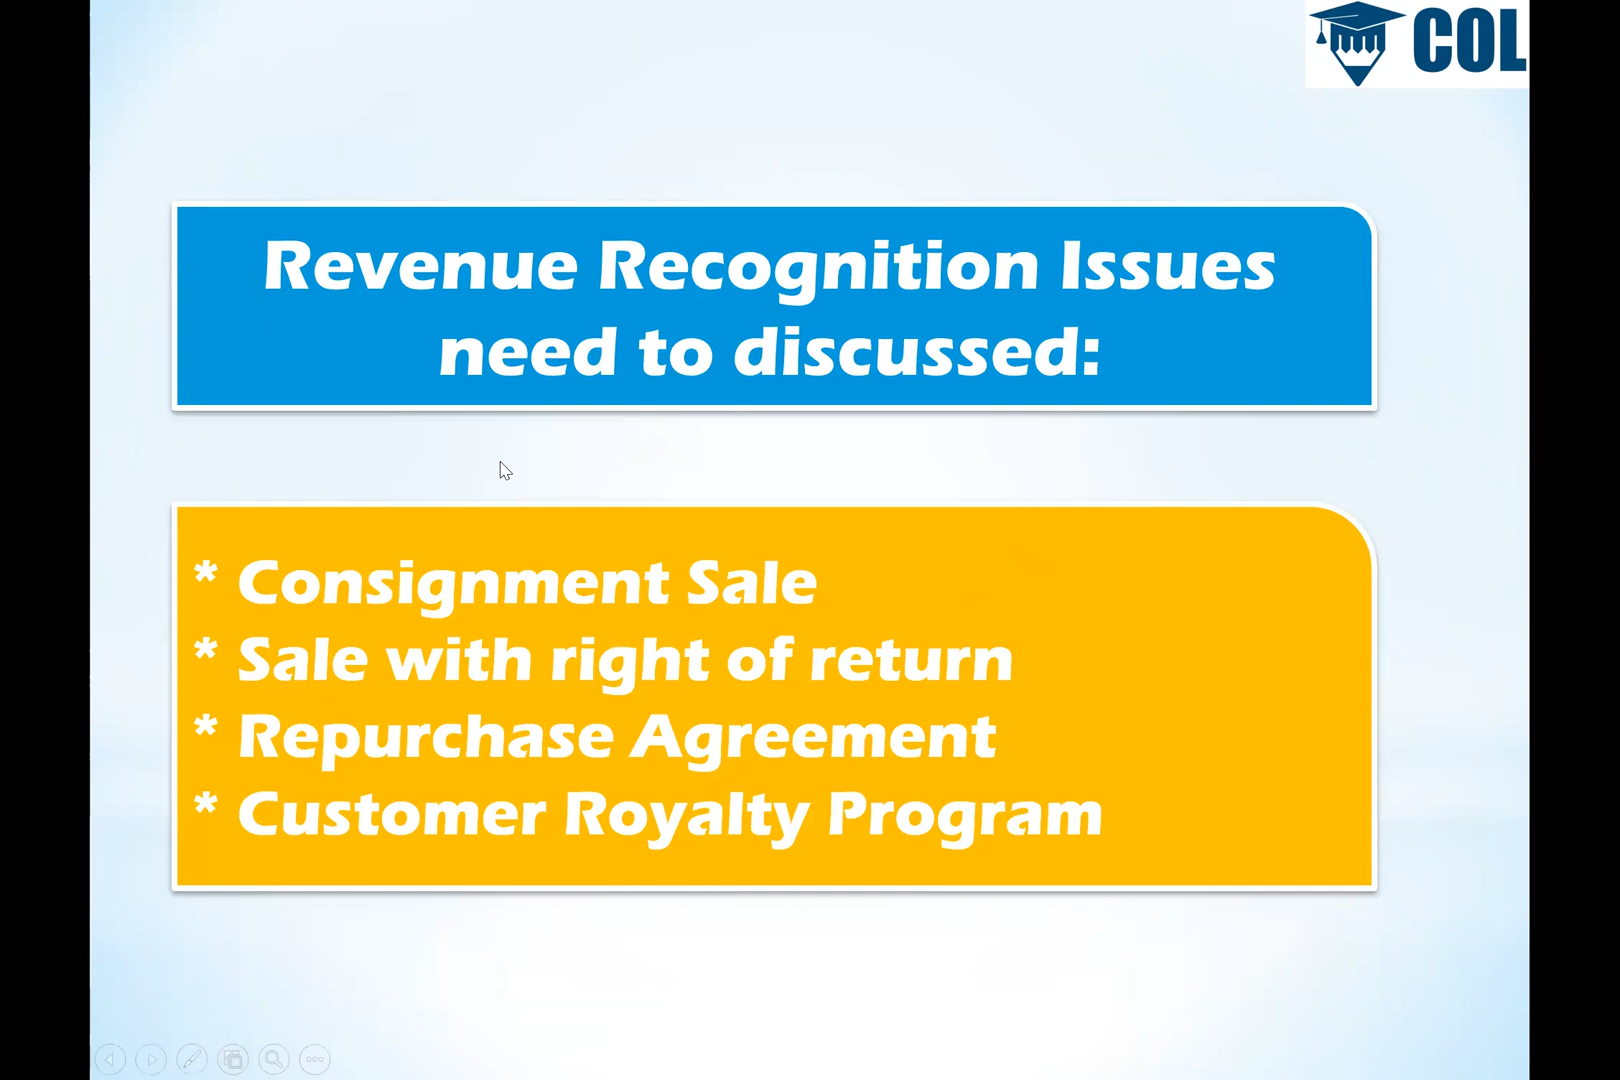 COL
Revenue Recognition Issues
need to discussed:
* Consignment Sale
* Sale with right of return
* Repurchase Agreement
* Customer Royalty Program